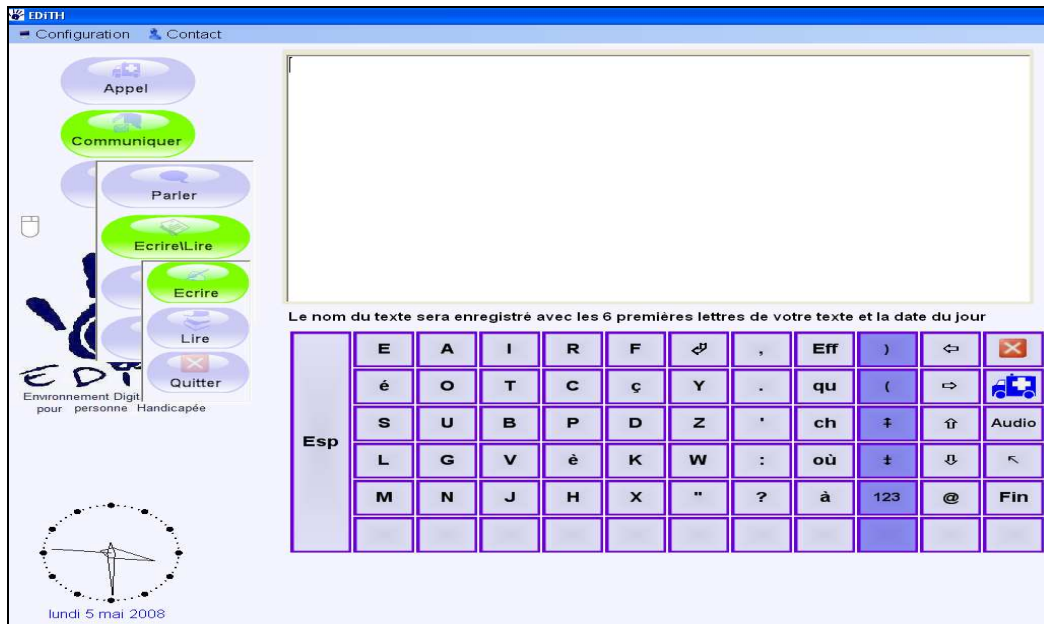 EDiTH
Configuration Contact
Appel
Communiquer
Parler
Ecrire\Lire
Ecrire
Lire
Quitter
EDi
Environnement Digit
pour personne Handicapée
lundi 5 mai 2008
Le nom du texte sera enregistré avec les 6 premières lettres de votre texte et la date du jour
Esp
E A I R F , Eff )
é O T C ç Y . qu (
S U B P D Z ' ch ‡ Audio
L G V è K W : où ‡
M N J H X " ? à 123 @ Fin